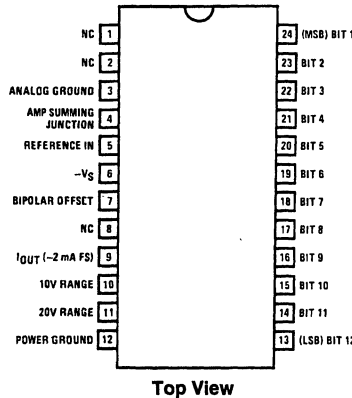 NC 1
NC 2
ANALOG GROUND 3
AMP SUMMING
JUNCTION 4
REFERENCE IN 5
–VS 6
BIPOLAR OFFSET 7
NC 8
IOUT (–2 mA FS) 9
10V RANGE 10
20V RANGE 11
POWER GROUND 12
24 (MSB) BIT 1
23 BIT 2
22 BIT 3
21 BIT 4
20 BIT 5
19 BIT 6
18 BIT 7
17 BIT 8
16 BIT 9
15 BIT 10
14 BIT 11
13 (LSB) BIT 12
Top View